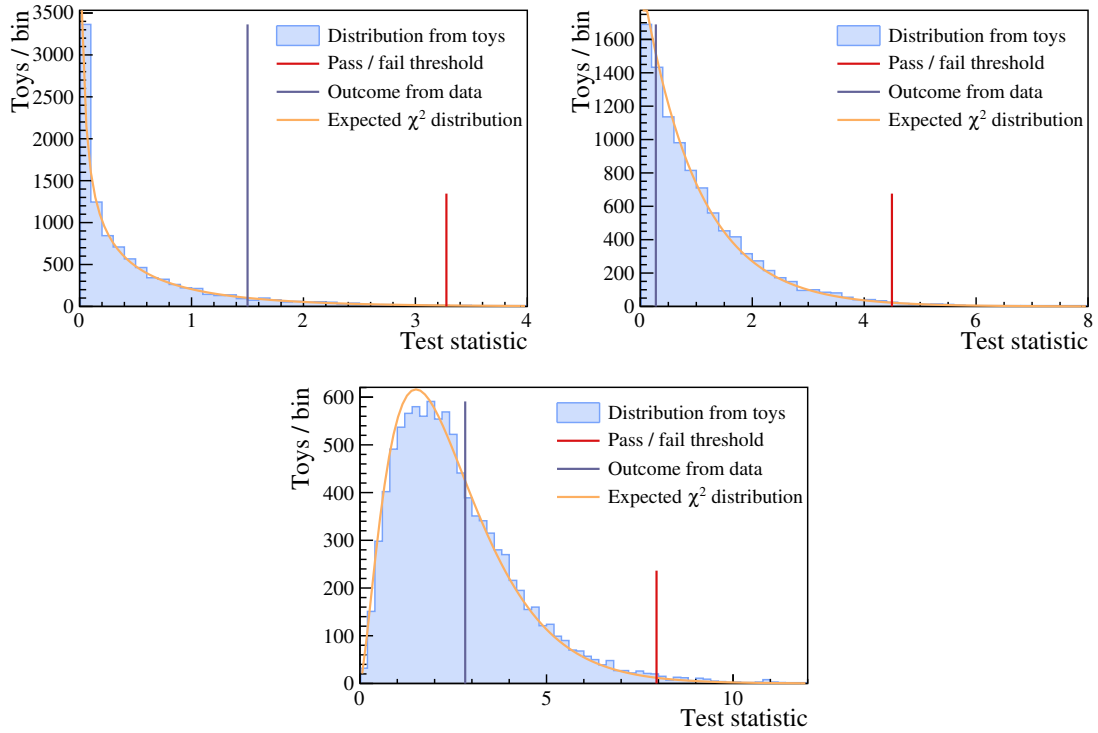 Toys / bin
3500
3000
2500
2000
1500
1000
500
0
0
1
2
3
4
Test statistic
Distribution from toys
Pass / fail threshold
Outcome from data
Expected χ² distribution
Toys / bin
1600
1400
1200
1000
800
600
400
200
0
0
2
4
6
8
Test statistic
Distribution from toys
Pass / fail threshold
Outcome from data
Expected χ² distribution
Toys / bin
600
500
400
300
200
100
0
0
5
10
Test statistic
Distribution from toys
Pass / fail threshold
Outcome from data
Expected χ² distribution